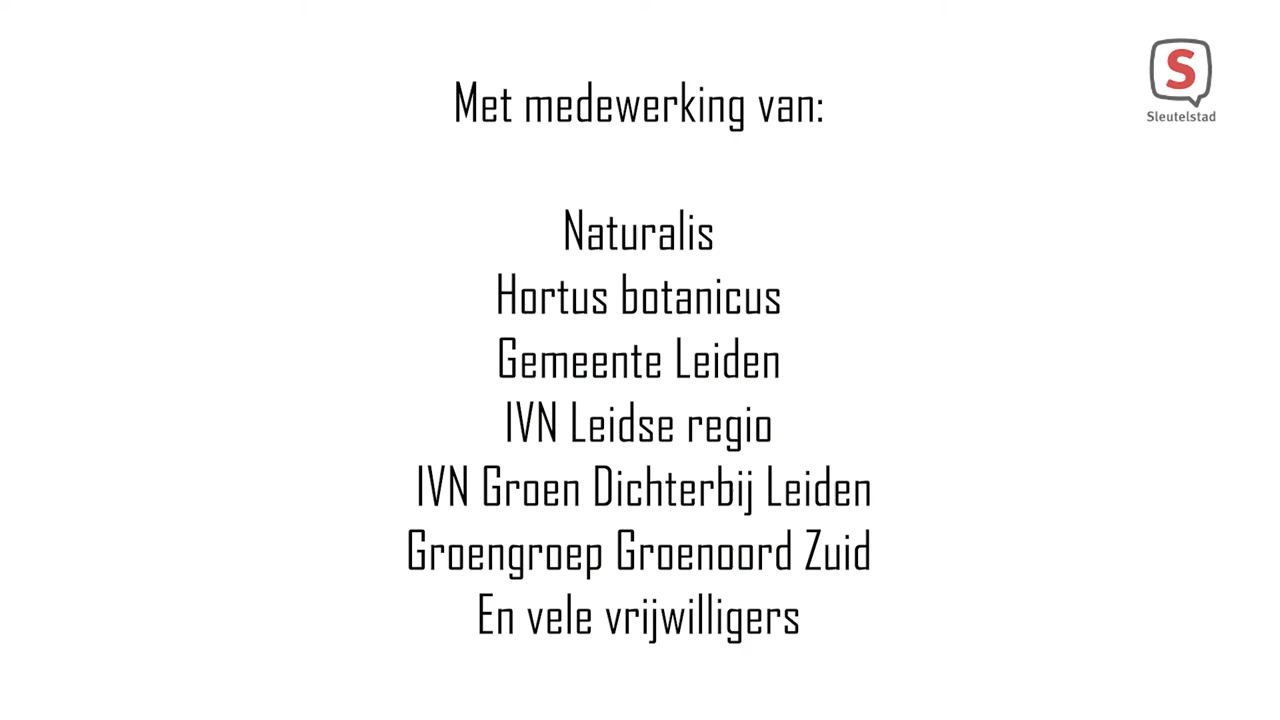 Met medewerking van:
S
Sleutelstad
Naturalis
Hortus botanicus
Gemeente Leiden
IVN Leidse regio
IVN Groen Dichterbij Leiden
Groengroep Groenoord Zuid
En vele vrijwilligers